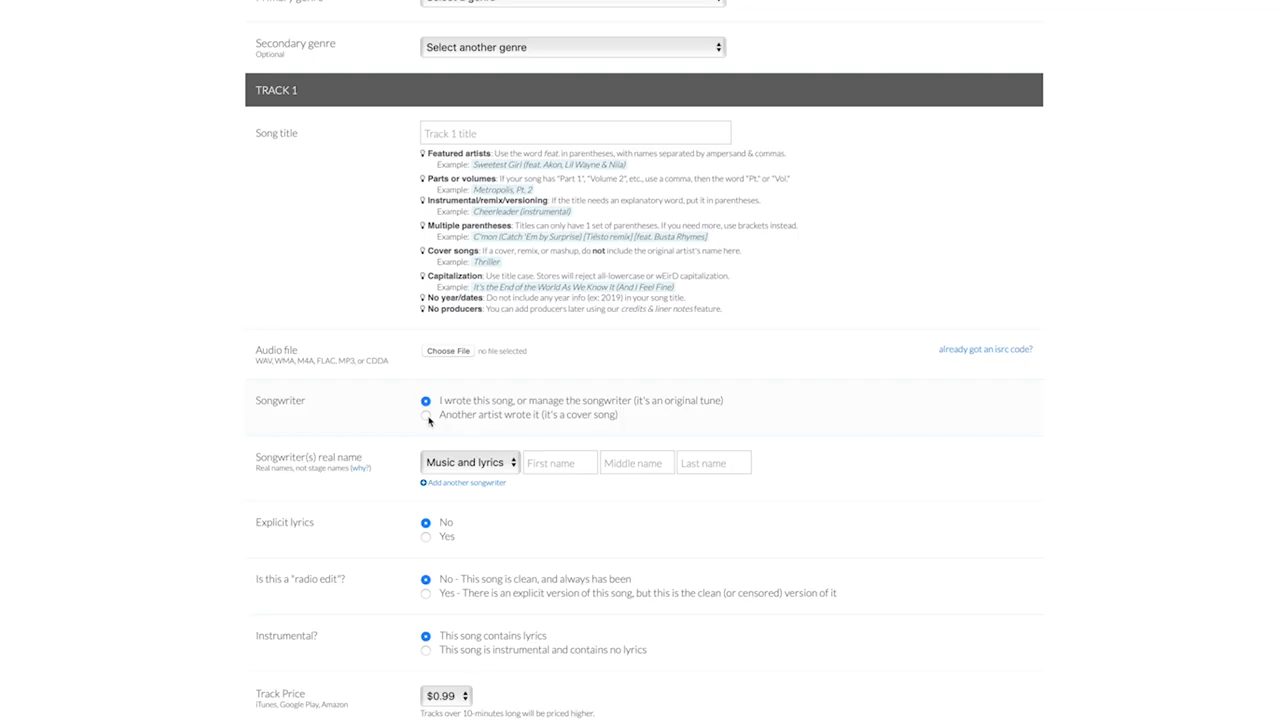 Primary genre
Select a genre
Secondary genre
Optional
Select another genre
TRACK 1
Song title
Track 1 title
Featured artists: Use the word feat. in parentheses, with names separated by ampersand & commas.
Example: Sweetest Girl (feat. Akon, Lil Wayne & Niia)
Parts or volumes: If your song has "Part 1", "Volume 2", etc., use a comma, then the word "Pt." or "Vol."
Example: Metropolis, Pt. 2
Instrumental/remix/versioning: If the title needs an explanatory word, put it in parentheses.
Example: Cheerleader (instrumental)
Multiple parentheses: Titles can only have 1 set of parentheses. If you need more, use brackets instead.
Example: C'mon (Catch 'Em by Surprise) [Tiësto remix] [feat. Busta Rhymes]
Cover songs: If a cover, remix, or mashup, do not include the original artist's name here.
Example: Thriller
Capitalization: Use title case. Stores will reject all-lowercase or wEirD capitalization.
Example: It's the End of the World As We Know It (And I Feel Fine)
No year/dates: Do not include any year info (ex: 2019) in your song title.
No producers: You can add producers later using our credits & liner notes feature.
Audio file
WAV, WMA, M4A, FLAC, MP3, or CDDA
Choose File no file selected
already got an isrc code?
Songwriter
I wrote this song, or manage the songwriter (it's an original tune)
Another artist wrote it (it's a cover song)
Songwriter(s) real name
Real names, not stage names (why?)
Music and lyrics First name Middle name Last name
Add another songwriter
Explicit lyrics
No
Yes
Is this a "radio edit"?
No - This song is clean, and always has been
Yes - There is an explicit version of this song, but this is the clean (or censored) version of it
Instrumental?
This song contains lyrics
This song is instrumental and contains no lyrics
Track Price
iTunes, Google Play, Amazon
$0.99
Tracks over 10-minutes long will be priced higher.